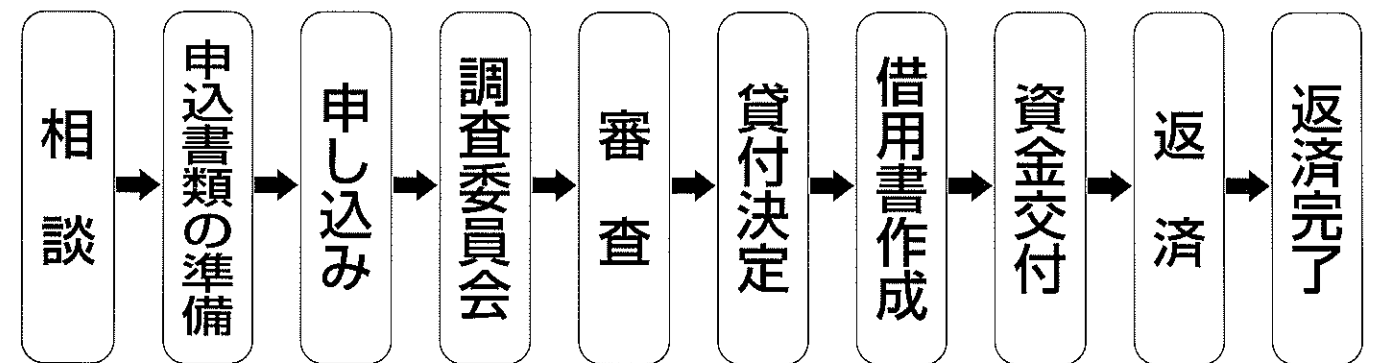 相談
申込書類の準備
申し込み
調査委員会
審査
貸付決定
借用書作成
資金交付
返済
返済完了